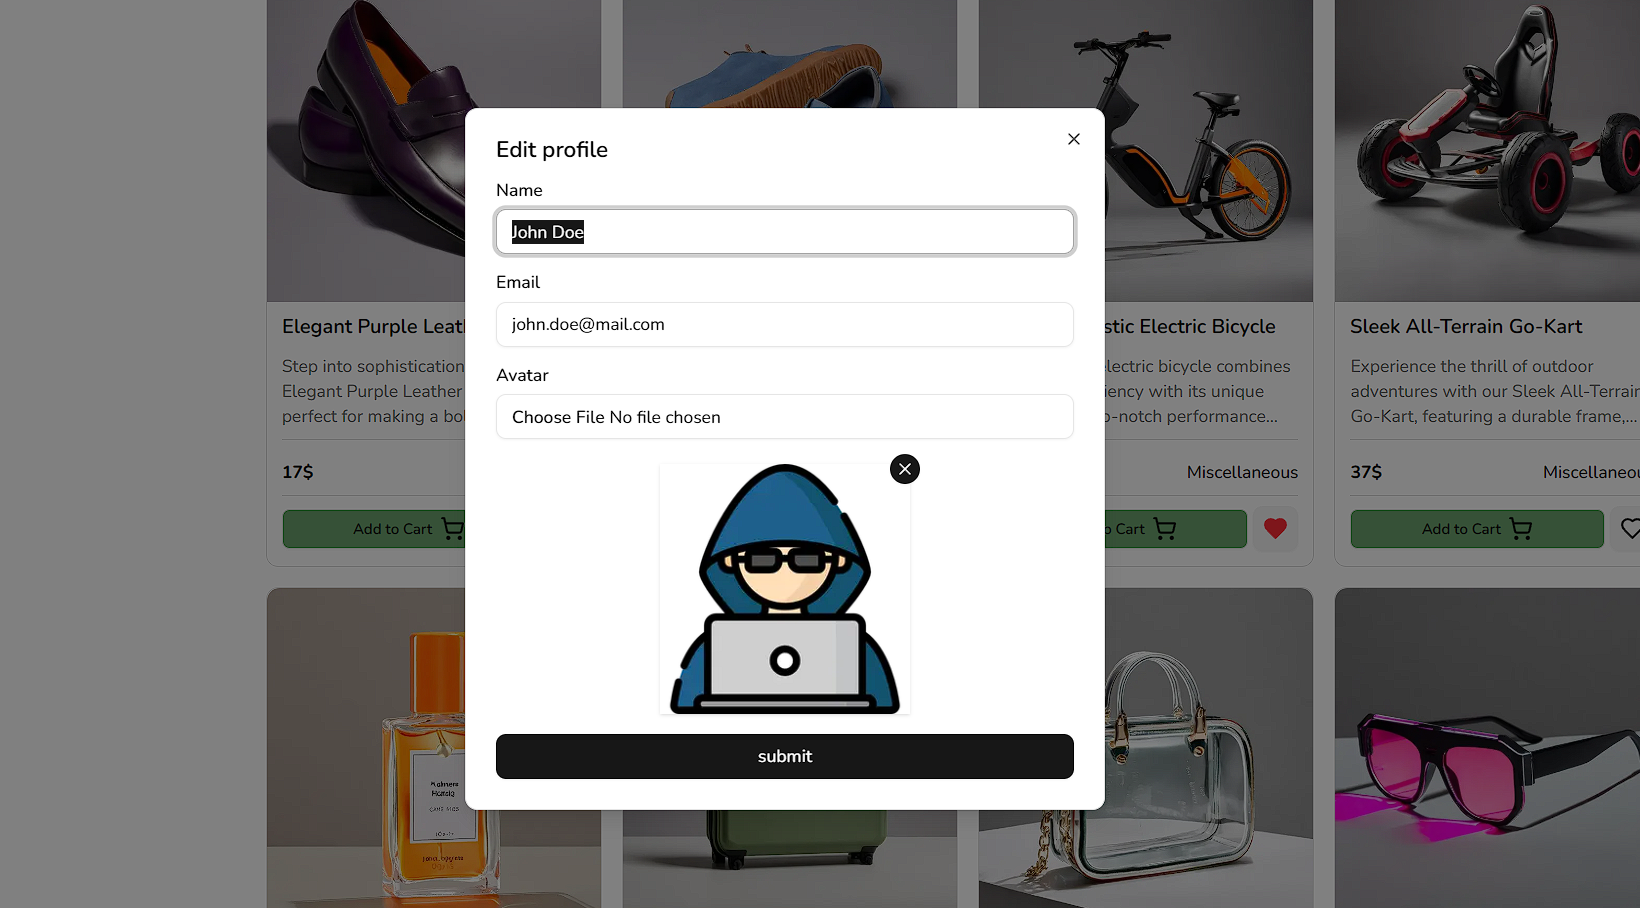 Edit profile
Name
John Doe
Email
john.doe@mail.com
Avatar
Choose File No file chosen
submit
Elegant Purple Leat
Step into sophistication
Elegant Purple Leather
perfect for making a bo
17$
Add to Cart
stic Electric Bicycle
lectric bicycle combines
iency with its unique
o-notch performance...
Miscellaneous
Cart
Sleek All-Terrain Go-Kart
Experience the thrill of outdoor
adventures with our Sleek All-Terrain
Go-Kart, featuring a durable frame,...
37$ Miscellaneou
Add to Cart